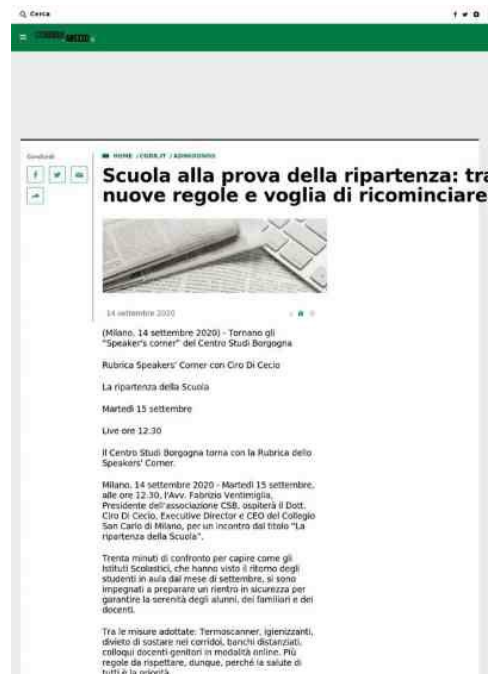 Cerca
Condividi
HOME / CODE.IT / ADNKRONOS
Scuola alla prova della ripartenza: tra
nuove regole e voglia di ricominciare
14 settembre 2020
(Milano, 14 settembre 2020) - Tornano gli
"Speaker's corner" del Centro Studi Borgogna
Rubrica Speakers' Corner con Ciro Di Cecio
La ripartenza della Scuola
Martedì 15 settembre
Live ore 12.30
Il Centro Studi Borgogna torna con la Rubrica dello
Speakers' Corner.
Milano, 14 settembre 2020 - Martedì 15 settembre,
alle ore 12:30, l'Avv. Fabrizio Ventimiglia,
Presidente dell'associazione CSB, ospiterà il Dott.
Ciro Di Cecio, Executive Director e CEO del Collegio
San Carlo di Milano, per un incontro dal titolo "La
ripartenza della Scuola".
Trenta minuti di confronto per capire come gli
Istituti Scolastici, che hanno visto il ritorno degli
studenti in aula dal mese di settembre, si sono
impegnati a preparare un rientro in sicurezza per
garantire la serenità degli alunni, dei familiari e dei
docenti.
Tra le misure adottate: Termoscanner, igienizzanti,
divieto di sostare nei corridoi, banchi distanziati,
colloqui docenti-genitori in modalità online. Più
regole da rispettare, dunque, perché la salute di
tutti è la priorità.